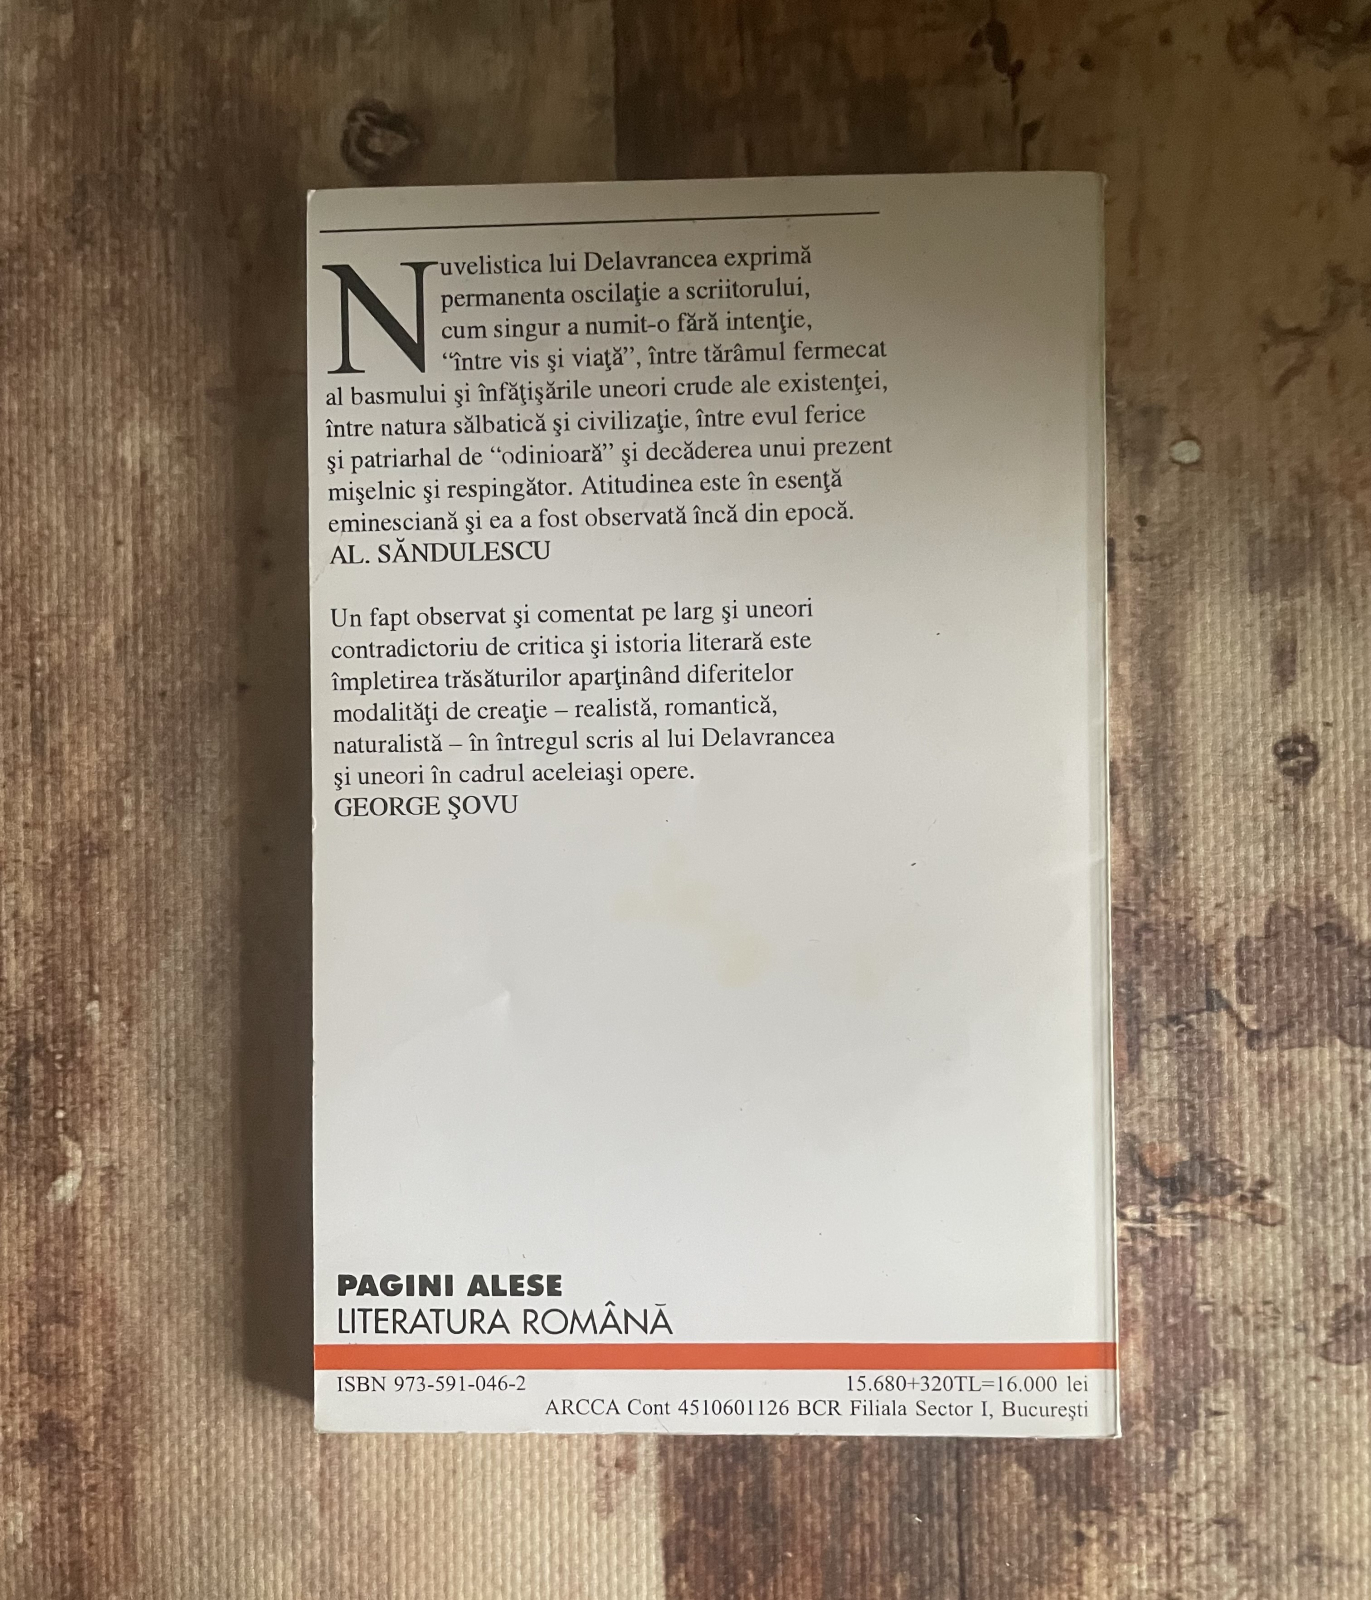 Nuvelistica lui Delavrancea exprimă
permanenta oscilaţie a scriitorului,
cum singur a numit-o fără intenţie,
“între vis şi viaţă”, între tărâmul fermecat
al basmului şi înfăţişările uneori crude ale existenţei,
între natura sălbatică şi civilizaţie, între evul ferice
şi patriarhal de “odinioară” şi decăderea unui prezent
mişelnic şi respingător. Atitudinea este în esenţă
eminesciană şi ea a fost observată încă din epocă.
AL. SĂNDULESCU
Un fapt observat şi comentat pe larg şi uneori
contradictoriu de critica şi istoria literară este
împletirea trăsăturilor aparţinând diferitelor
modalităţi de creaţie – realistă, romantică,
naturalistă – în întregul scris al lui Delavrancea
şi uneori în cadrul aceleiaşi opere.
GEORGE ŞOVU
PAGINI ALESE
LITERATURA ROMÂNĂ
ISBN 973-591-046-2 15.680+320TL=16.000 lei
ARCCA Cont 4510601126 BCR Filiala Sector I, Bucureşti